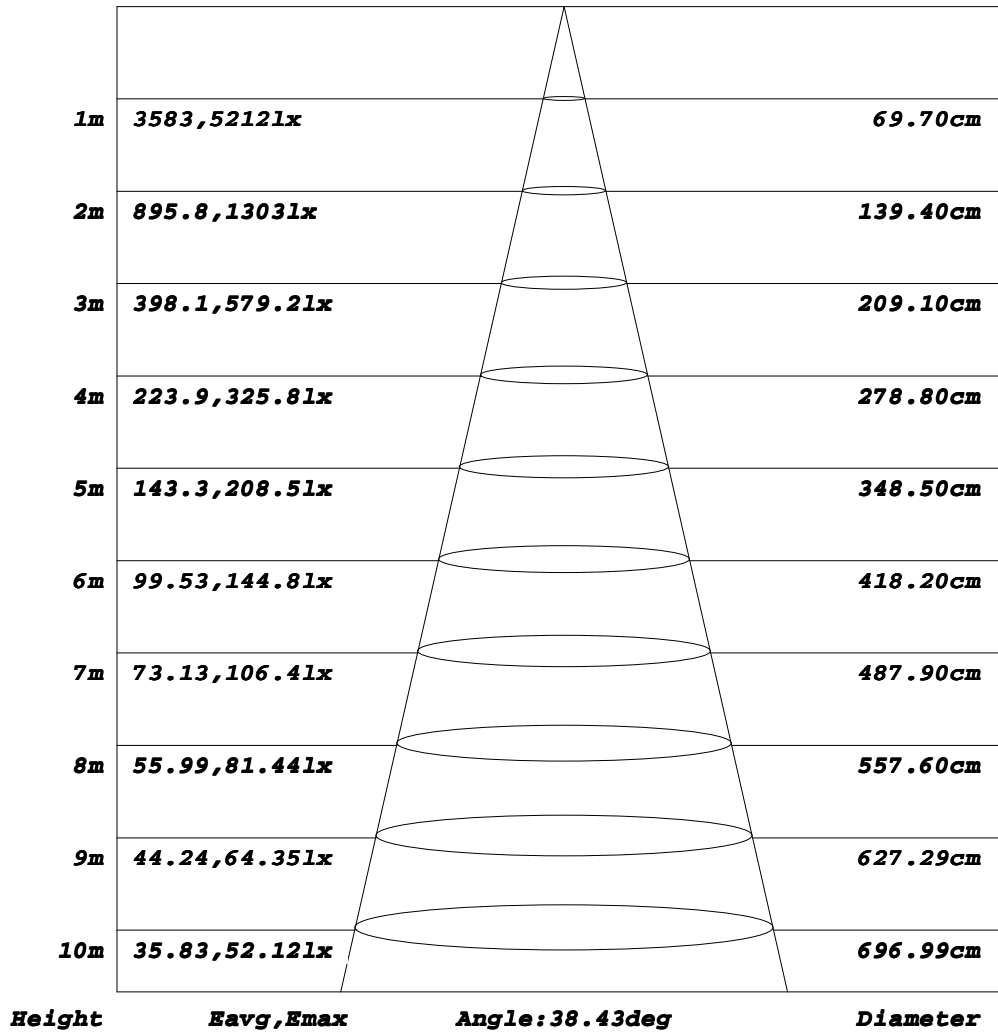 1m 3583,5212lx 69.70cm
2m 895.8,1303lx 139.40cm
3m 398.1,579.2lx 209.10cm
4m 223.9,325.8lx 278.80cm
5m 143.3,208.5lx 348.50cm
6m 99.53,144.8lx 418.20cm
7m 73.13,106.4lx 487.90cm
8m 55.99,81.44lx 557.60cm
9m 44.24,64.35lx 627.29cm
10m 35.83,52.12lx 696.99cm
Height Eavg,Emax Angle:38.43deg Diameter